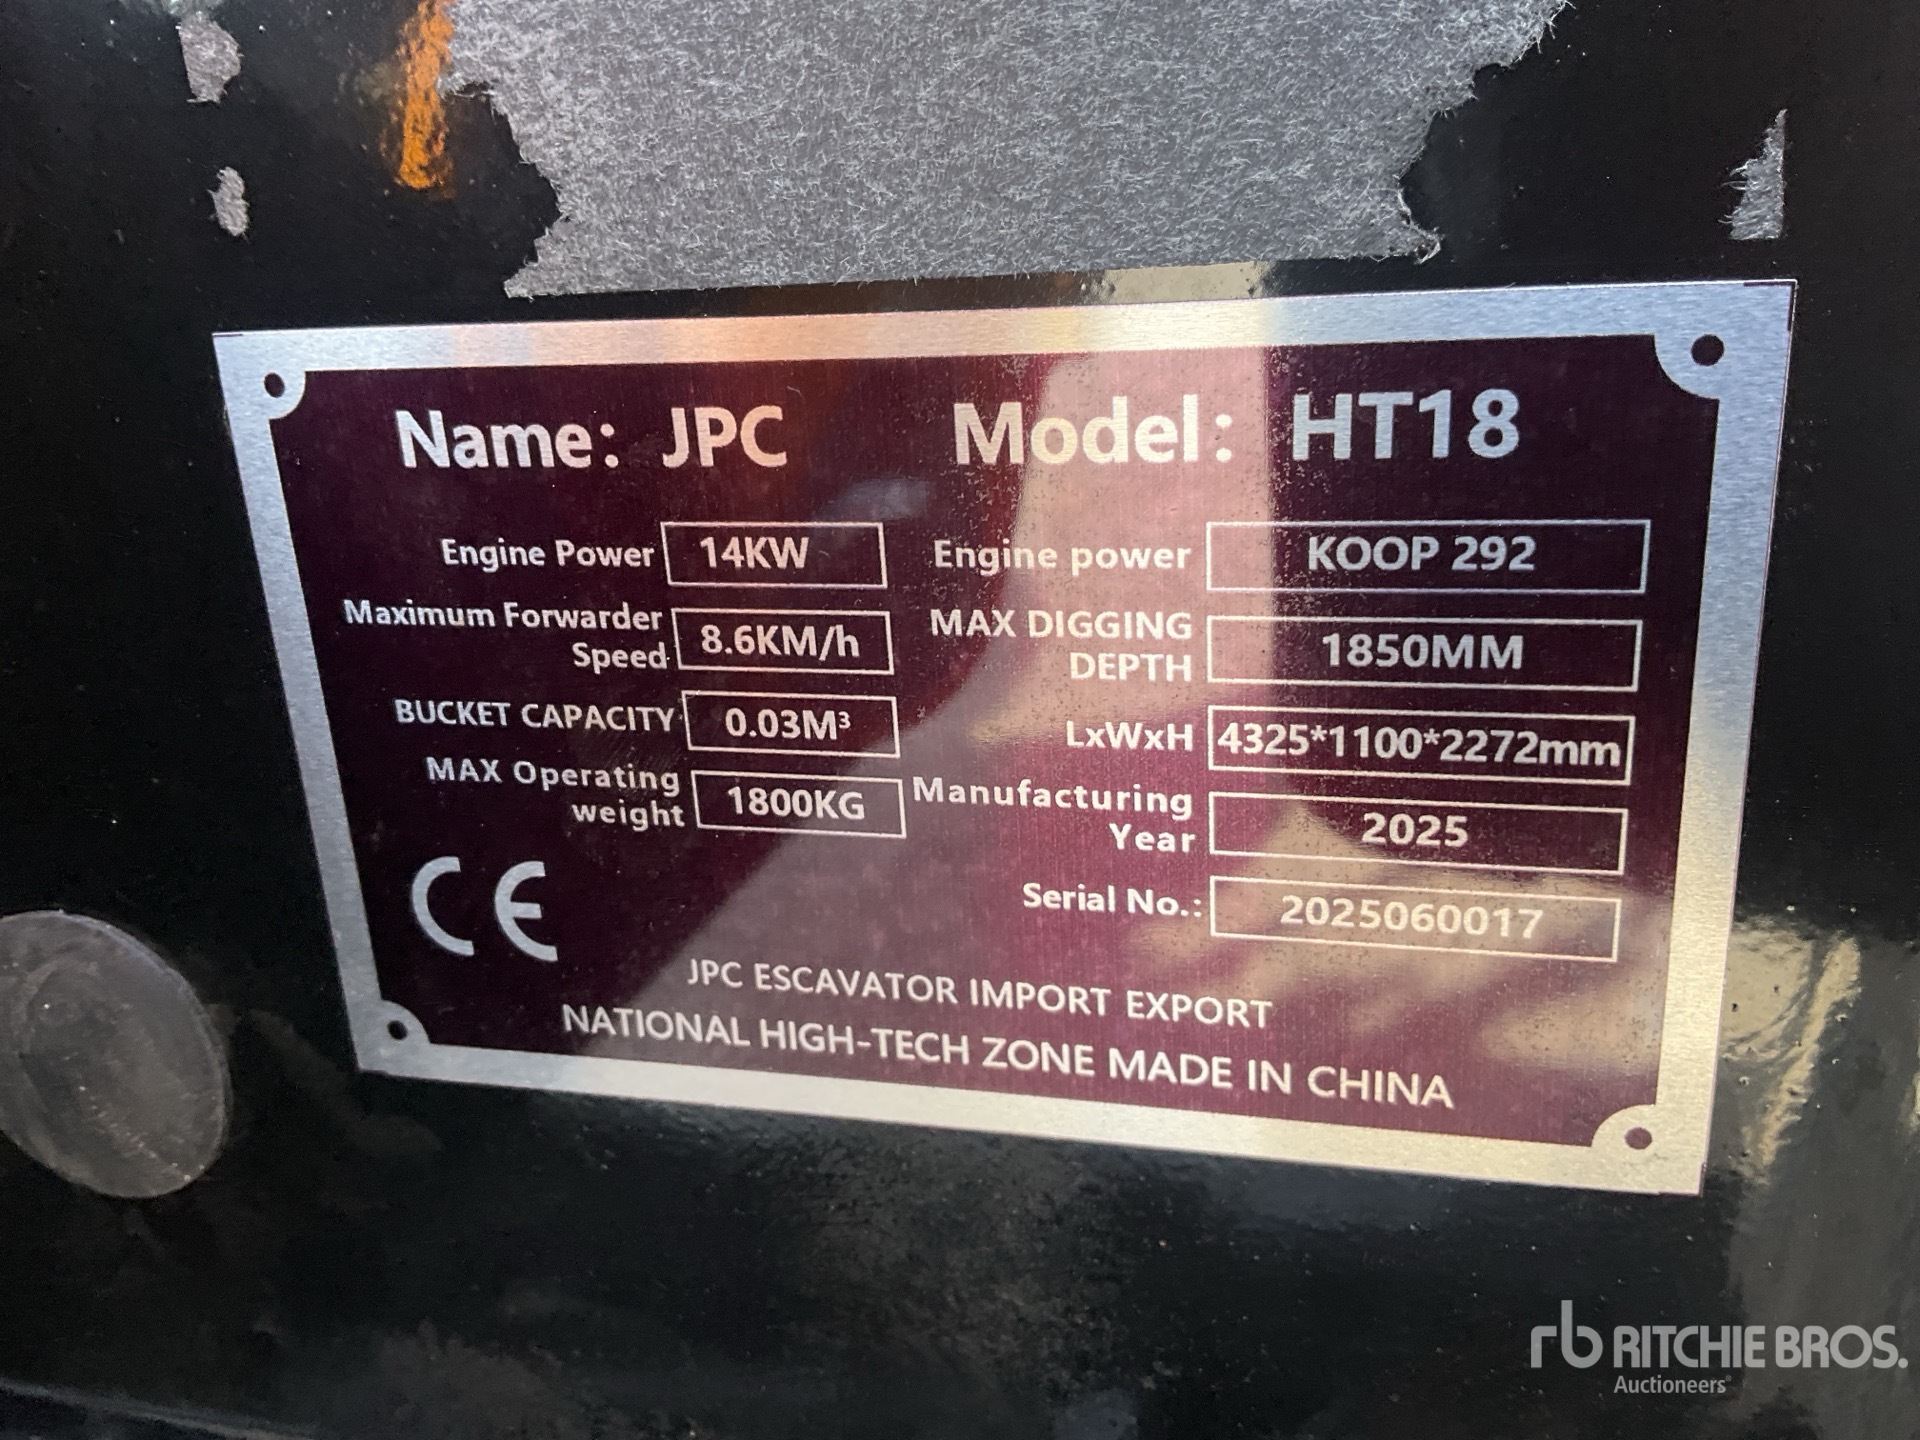 Name: JPC Model: HT18
Engine Power 14KW Engine power KOOP 292
Maximum Forwarder
Speed 8.6KM/h MAX DIGGING
DEPTH 1850MM
BUCKET CAPACITY 0.03M³ LxWxH 4325*1100*2272mm
MAX Operating
weight 1800KG Manufacturing
Year 2025
CE Serial No.: 2025060017
JPC ESCAVATOR IMPORT EXPORT
NATIONAL HIGH-TECH ZONE MADE IN CHINA
rb RITCHIE BROS.
Auctioneers